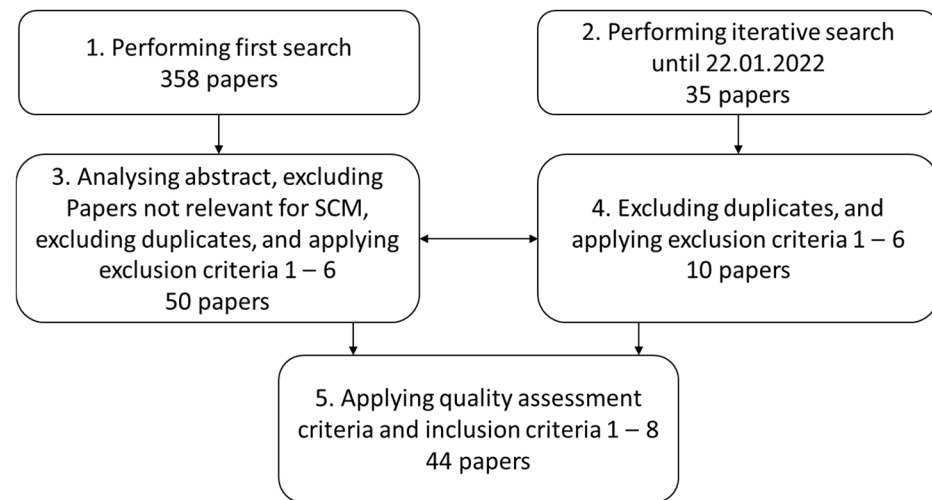 1. Performing first search
358 papers
2. Performing iterative search
until 22.01.2022
35 papers
3. Analysing abstract, excluding
Papers not relevant for SCM,
excluding duplicates, and applying
exclusion criteria 1 – 6
50 papers
4. Excluding duplicates, and
applying exclusion criteria 1 – 6
10 papers
5. Applying quality assessment
criteria and inclusion criteria 1 – 8
44 papers